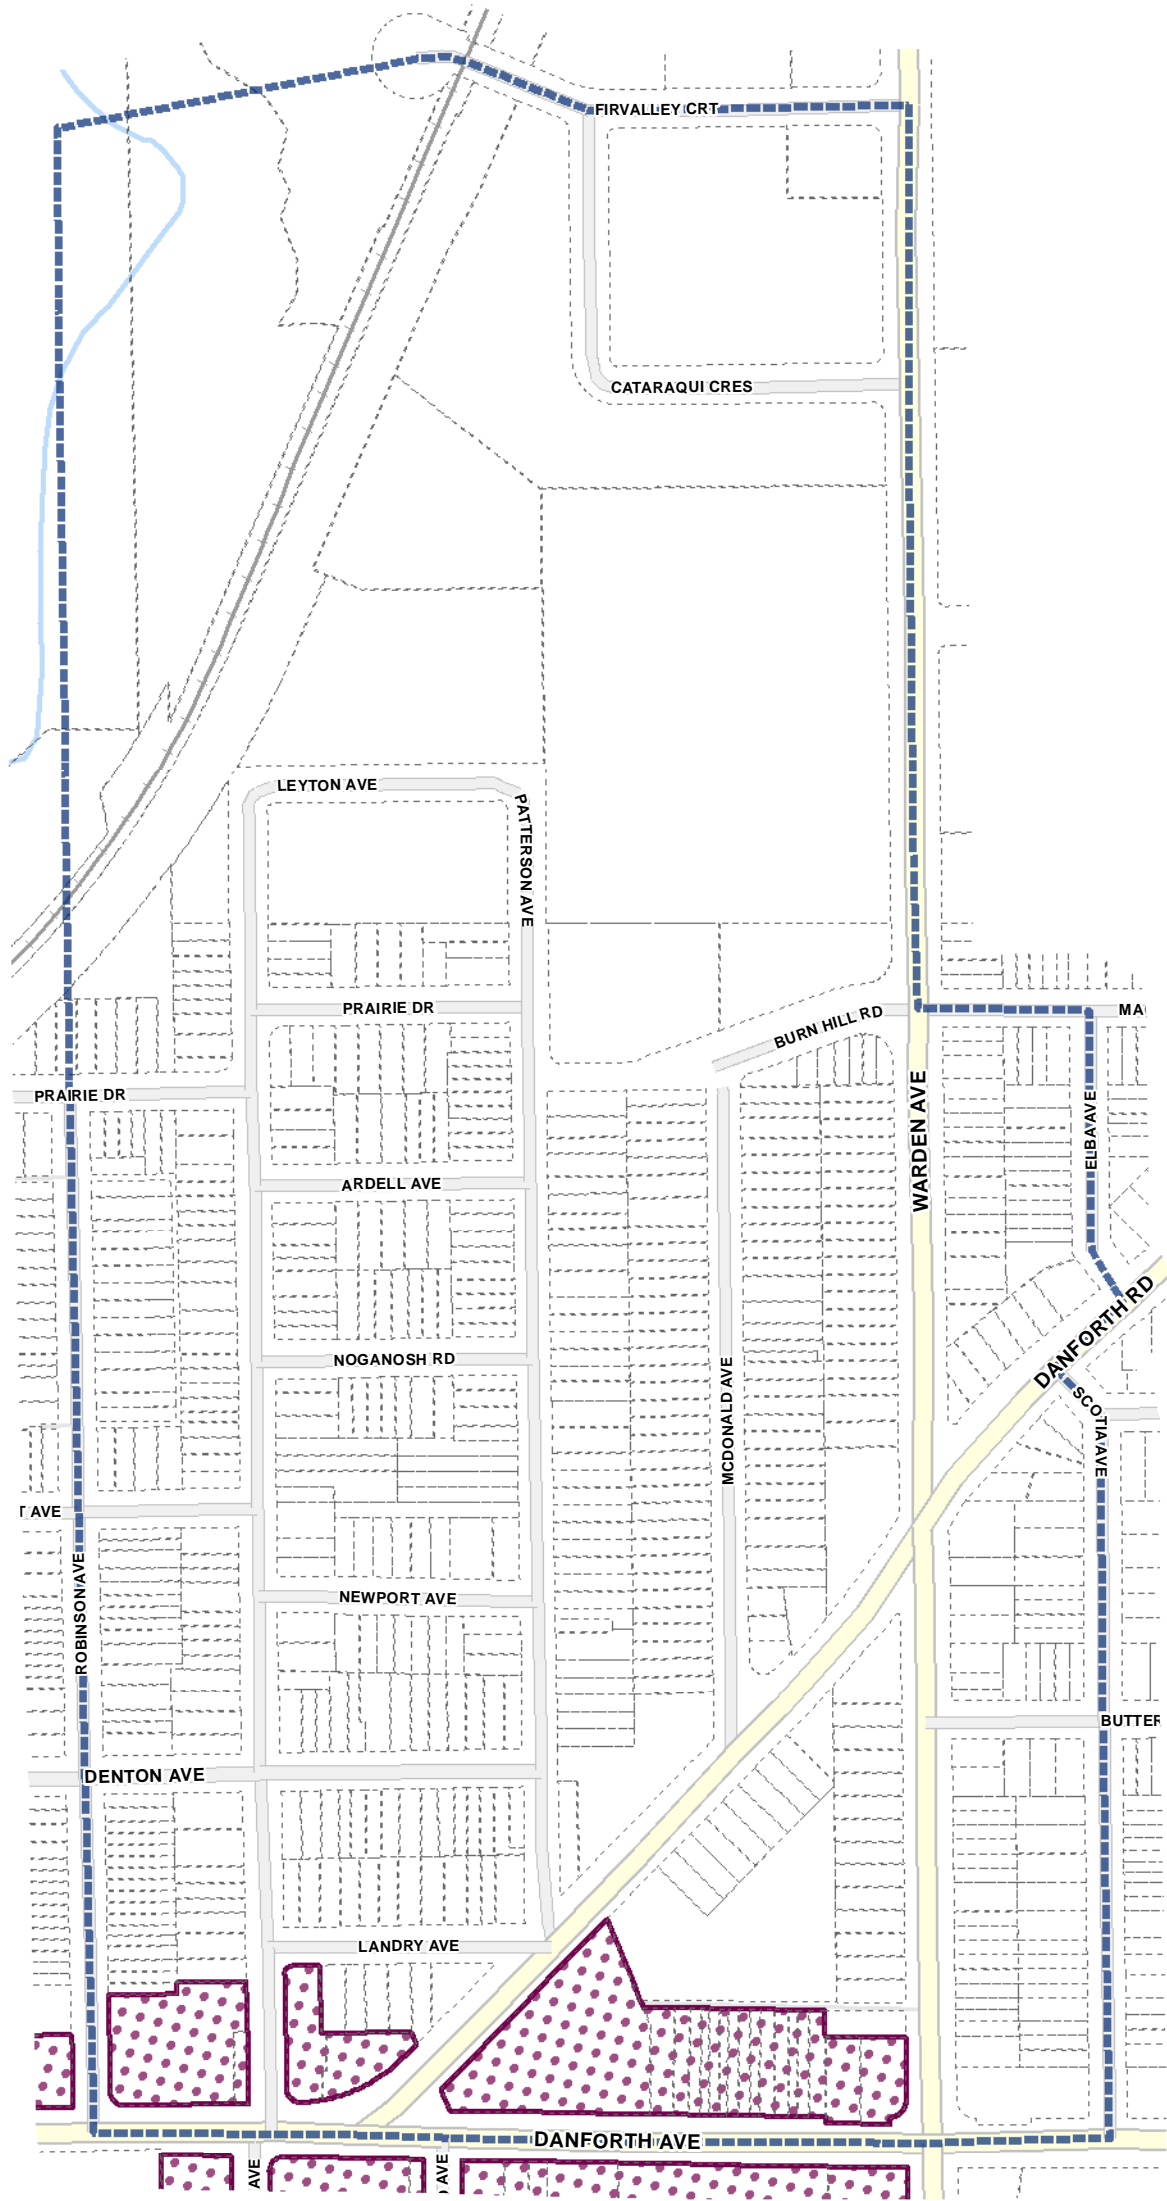 FIRVALLEY CRT
CATARAQUI CRES
LEYTON AVE
PATTERSON AVE
PRAIRIE DR
MA
BURN HILL RD
PRAIRIE DR
WARDEN AVE
ELBA AVE
ARDELL AVE
DANFORTH RD
NOGANOSH RD
MCDONALD AVE
SCOTIA AVE
T AVE
ROBINSON AVE
NEWPORT AVE
BUTTER
DENTON AVE
LANDRY AVE
DANFORTH AVE
AVE
AVE